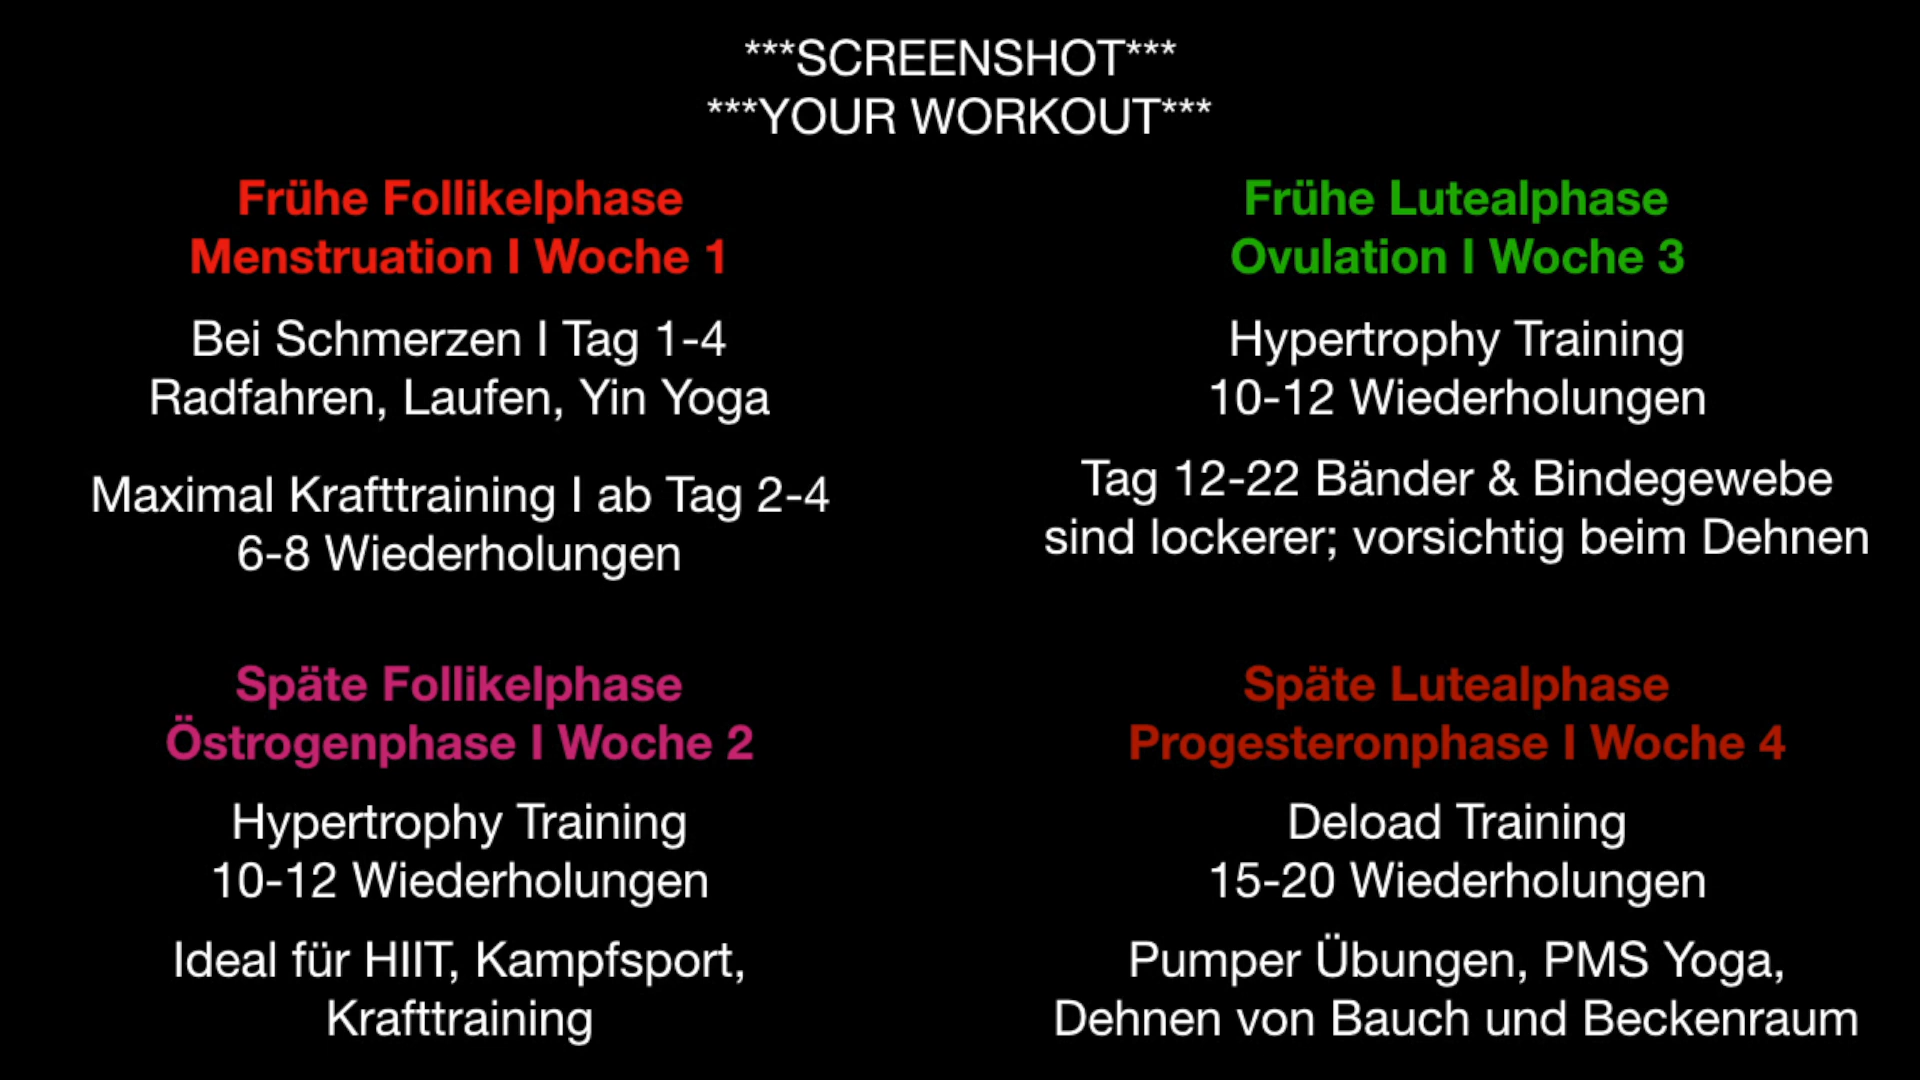 ***SCREENSHOT***
***YOUR WORKOUT***
Frühe Follikelphase
Menstruation I Woche 1
Bei Schmerzen I Tag 1-4
Radfahren, Laufen, Yin Yoga
Maximal Krafttraining I ab Tag 2-4
6-8 Wiederholungen
Späte Follikelphase
Östrogenphase I Woche 2
Hypertrophy Training
10-12 Wiederholungen
Ideal für HIIT, Kampfsport,
Krafttraining
Frühe Lutealphase
Ovulation I Woche 3
Hypertrophy Training
10-12 Wiederholungen
Tag 12-22 Bänder & Bindegewebe
sind lockerer; vorsichtig beim Dehnen
Späte Lutealphase
Progesteronphase I Woche 4
Deload Training
15-20 Wiederholungen
Pumper Übungen, PMS Yoga,
Dehnen von Bauch und Beckenraum